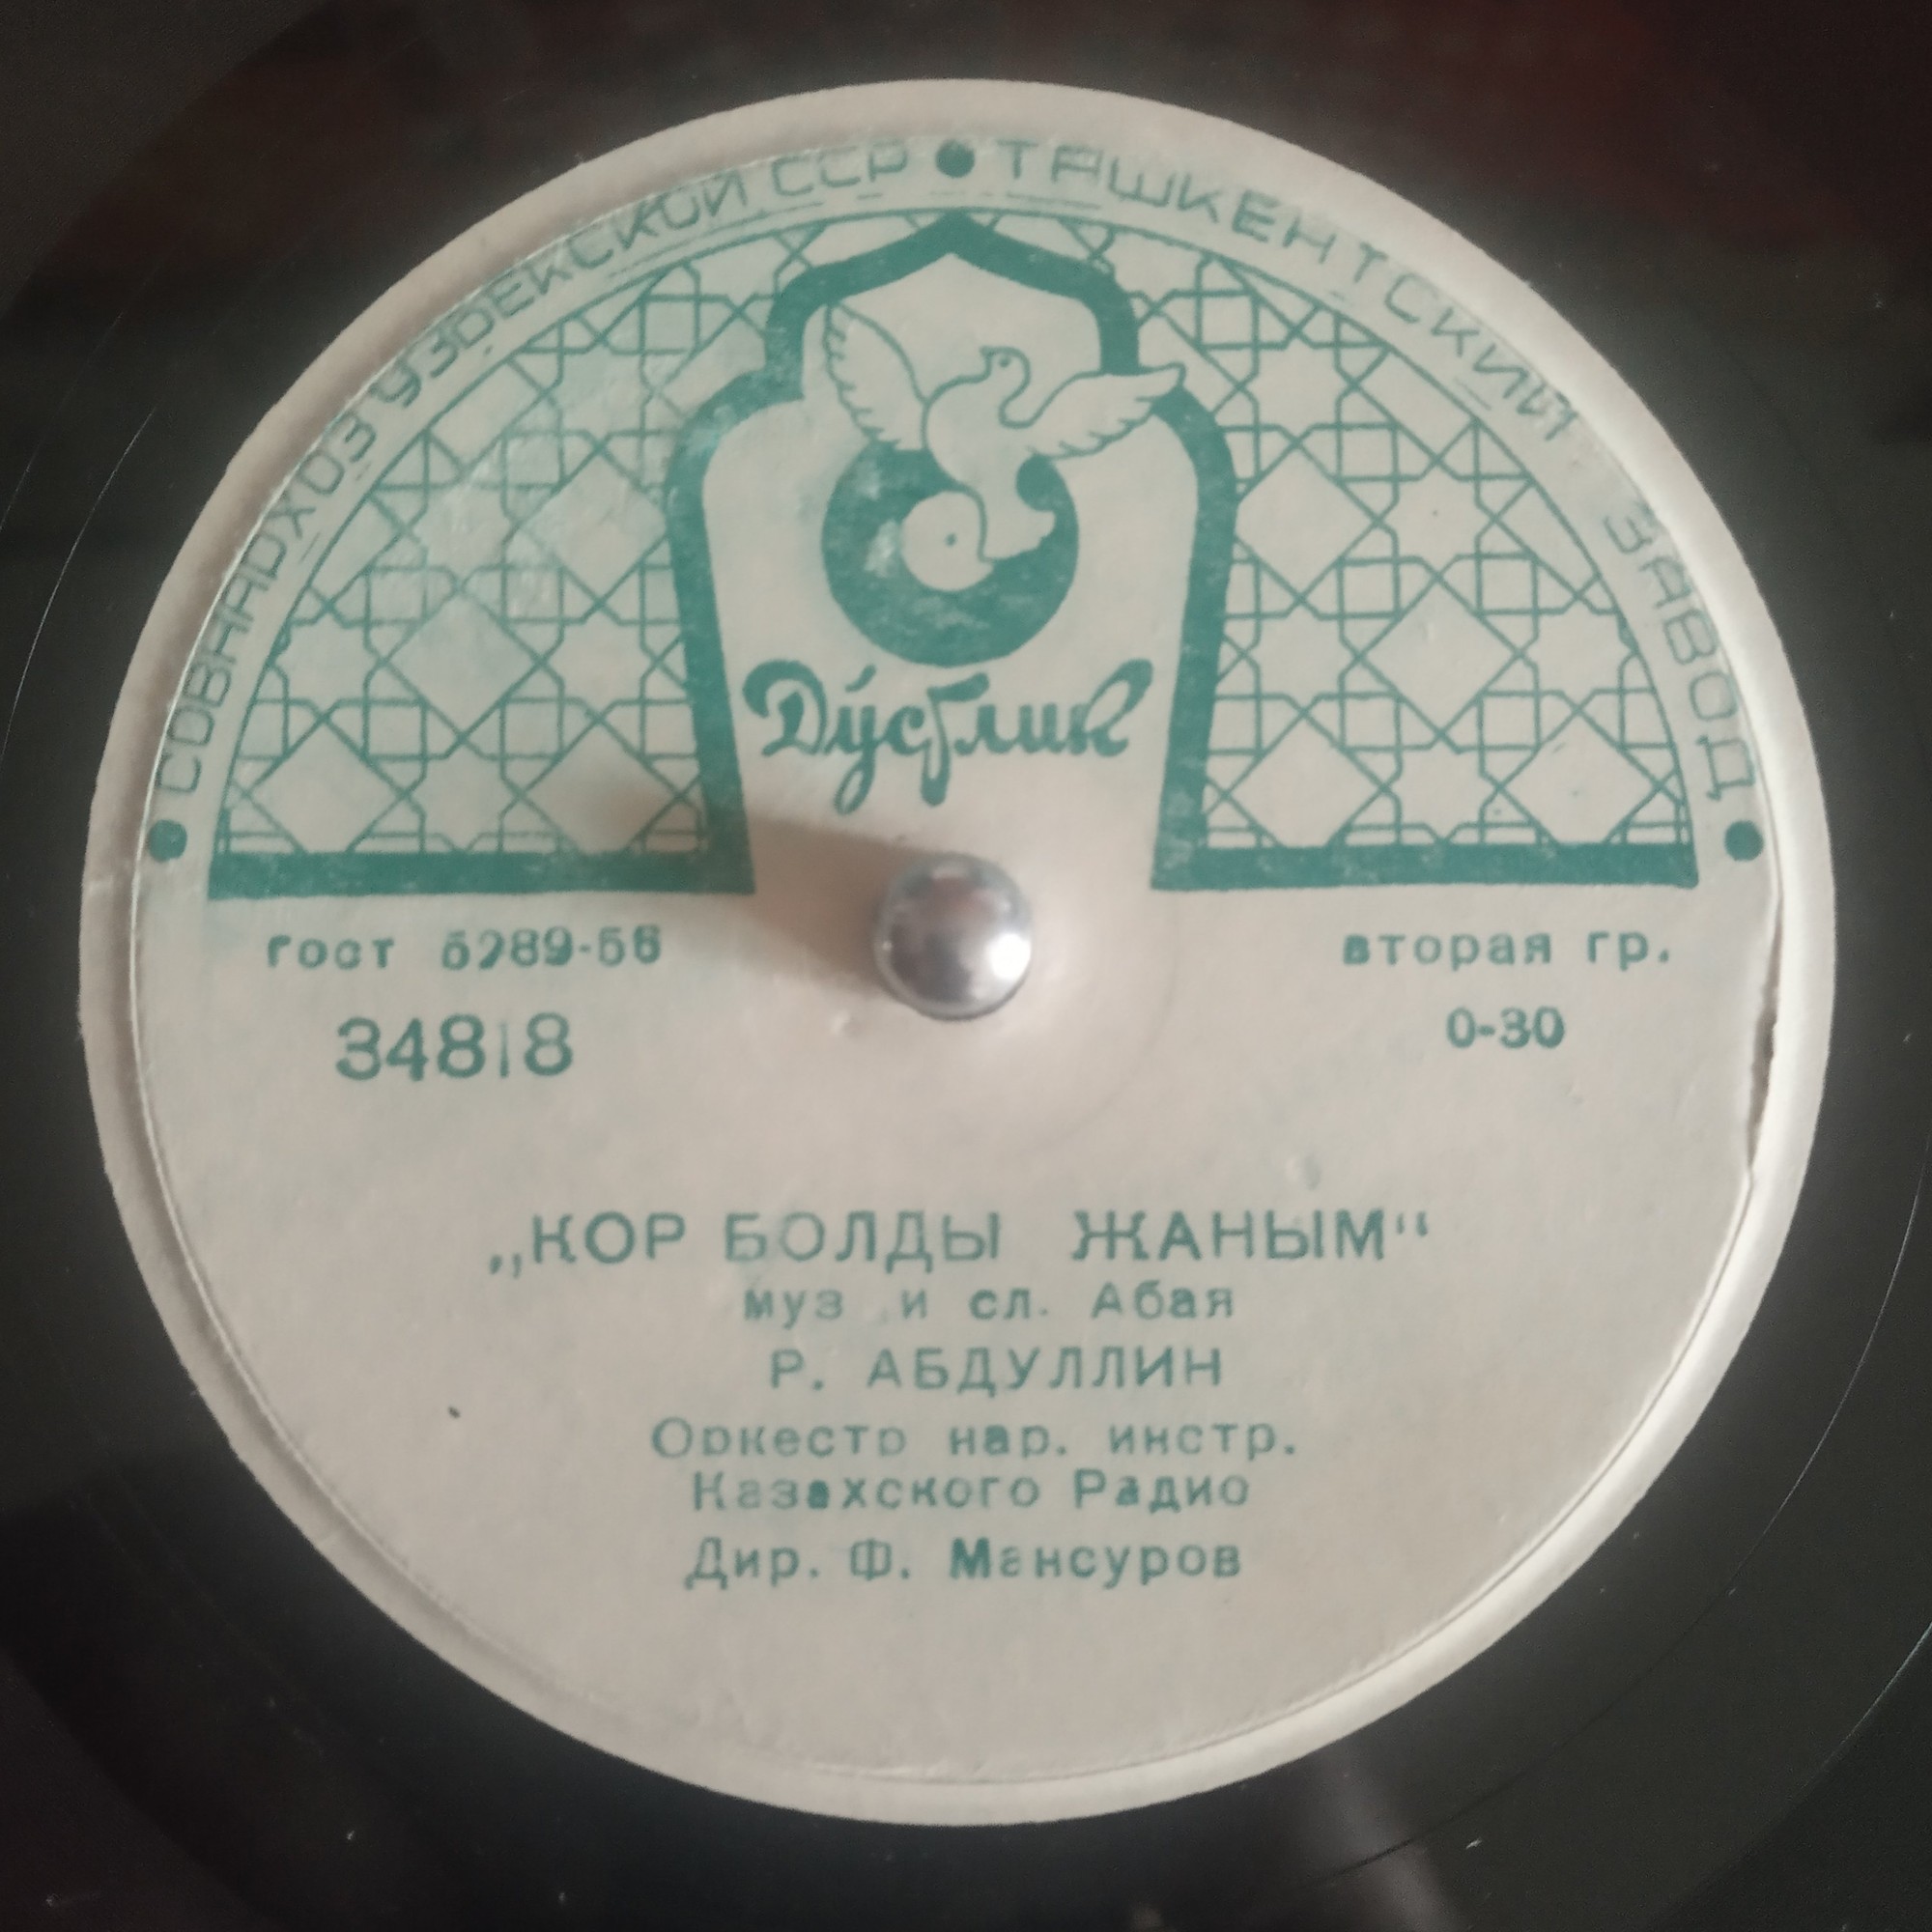 • СОВНАРХОЗ УЗБЕКСКОЙ ССР • ТАШКЕНТСКИЙ ЗАВОД •
Дўстлик
гост 5289-56
вторая гр.
34818
0-30
„КОР БОЛДЫ ЖАНЫМ“
муз. и сл. Абая
Р. АБДУЛЛИН
Оркестр нар. инстр.
Казахского Радио
Дир. Ф. Мансуров